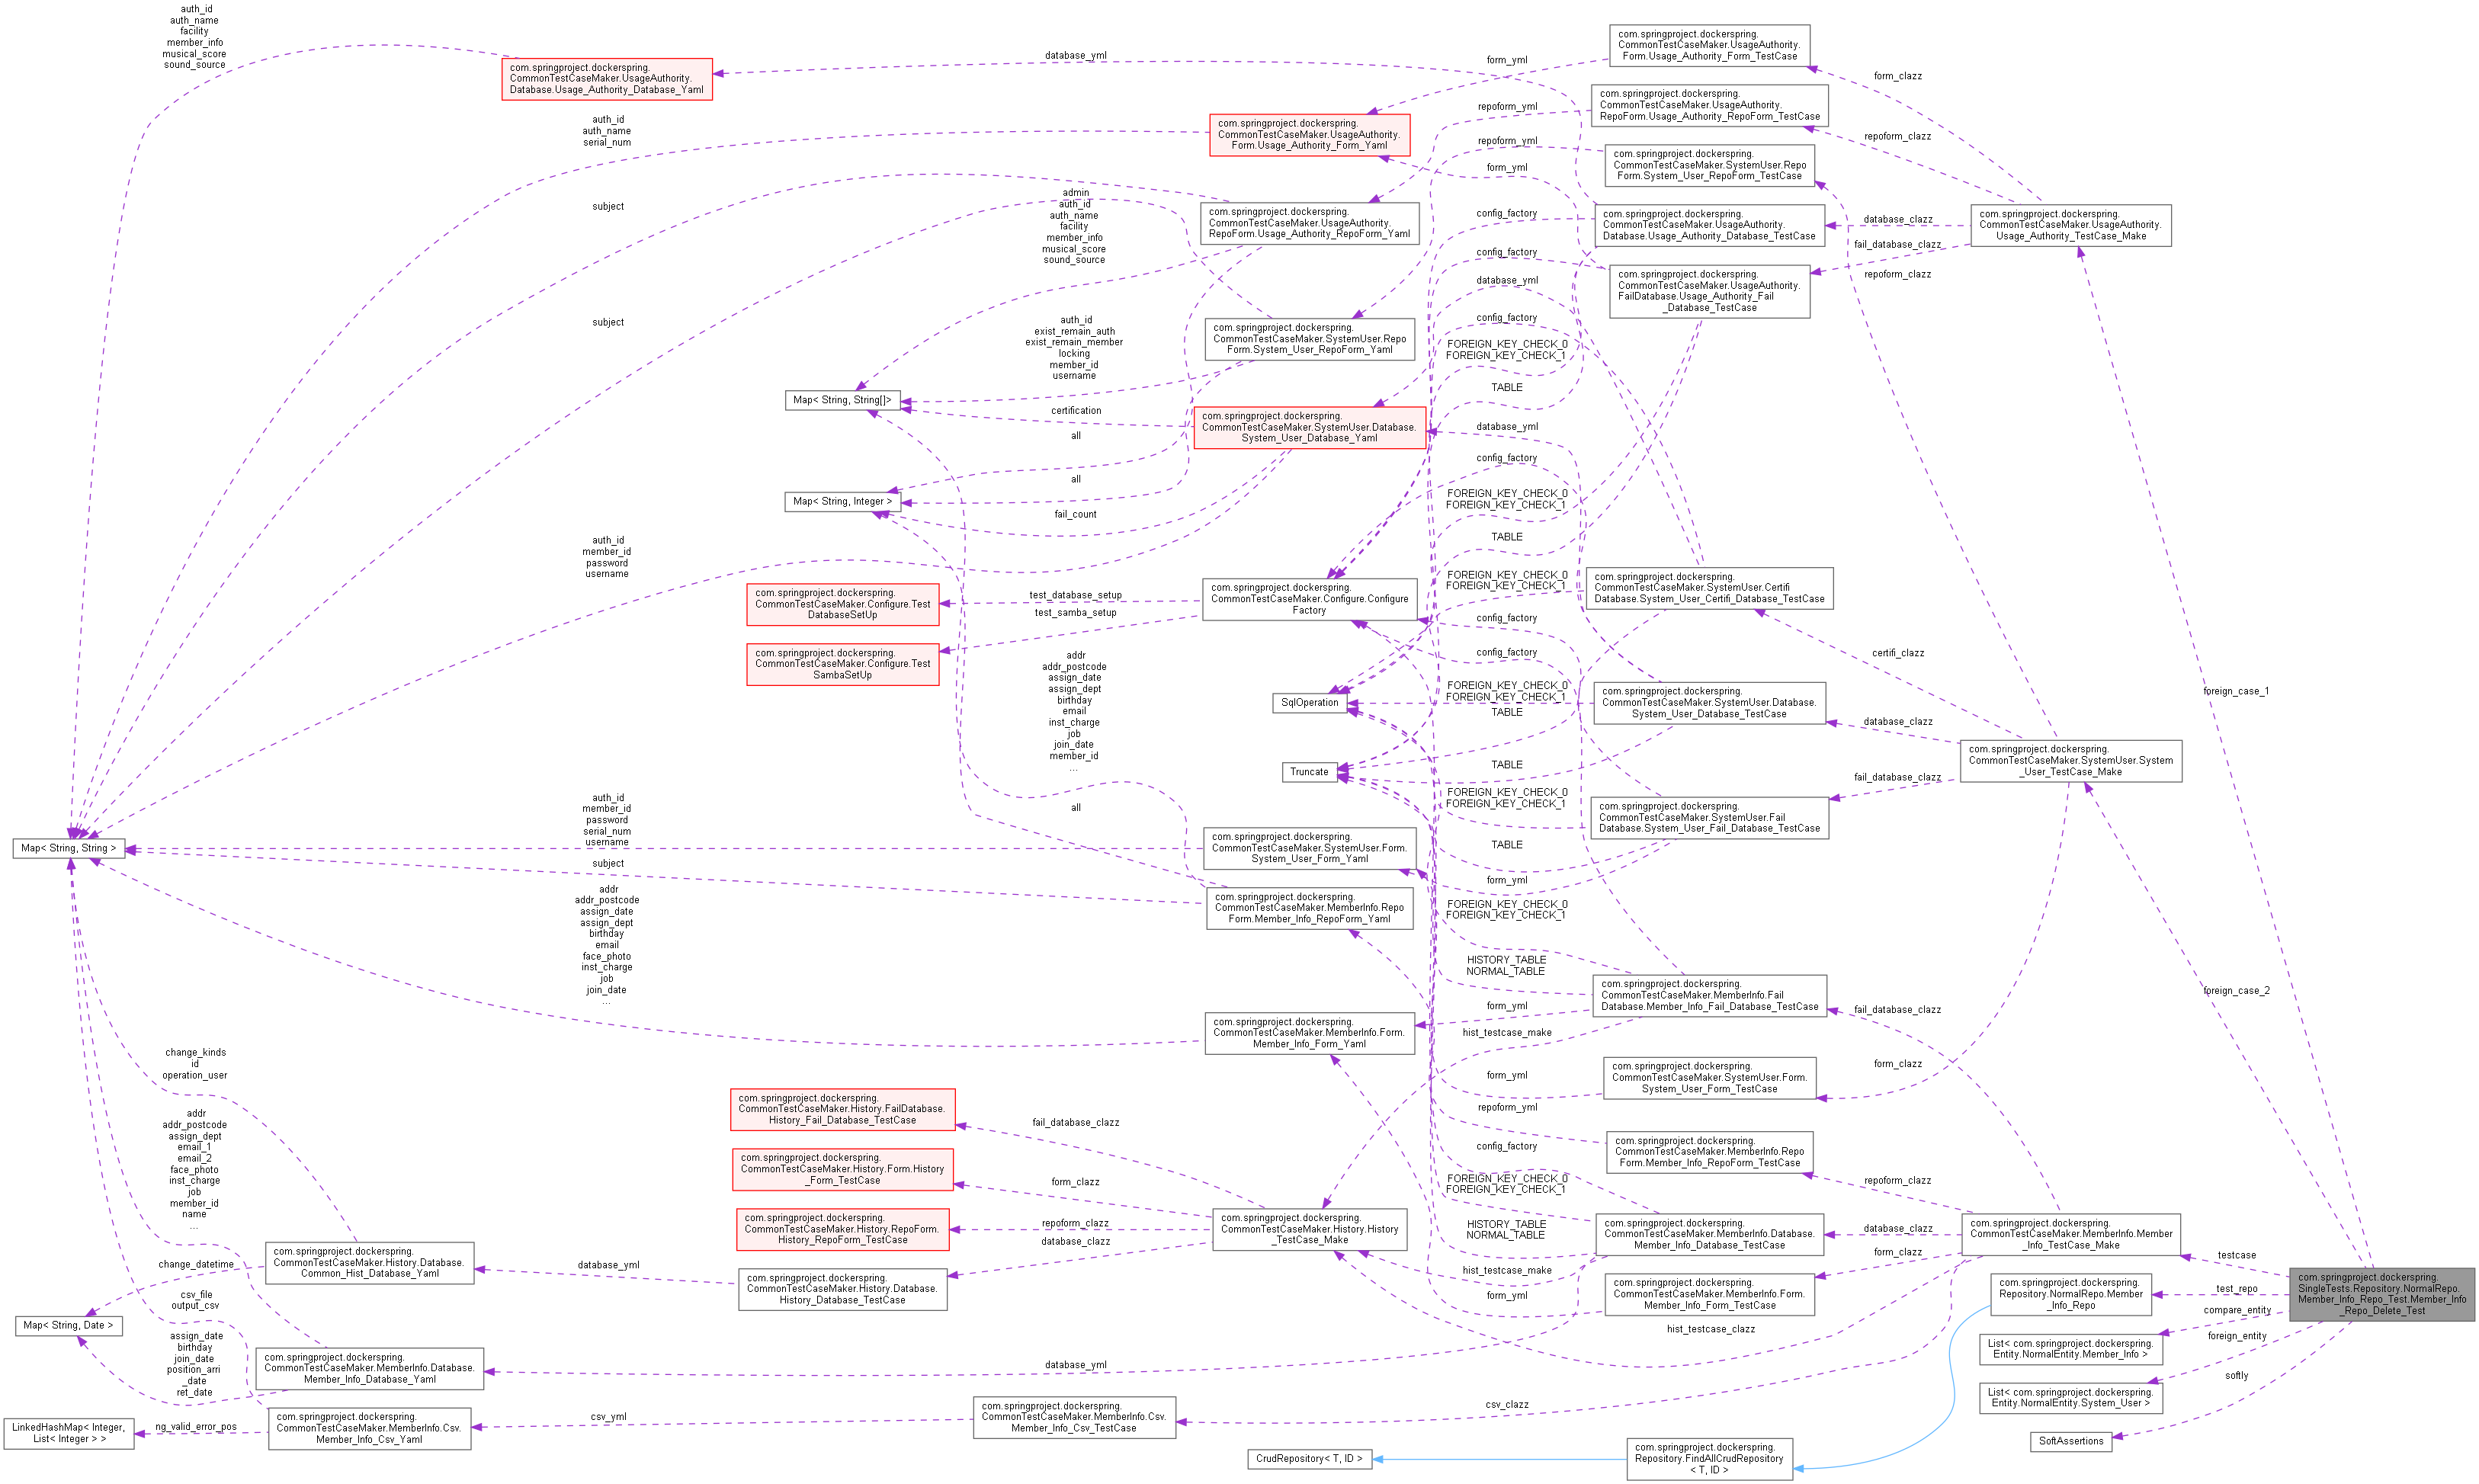 auth_id
auth_name
facility
member_info
musical_score
sound_source
com.springproject.dockerspring.
CommonTestCaseMaker.UsageAuthority.
Database.Usage_Authority_Database_Yaml
database_yml
form_yml
com.springproject.dockerspring.
CommonTestCaseMaker.UsageAuthority.
Form.Usage_Authority_Form_TestCase
form_clazz
auth_id
auth_name
serial_num
com.springproject.dockerspring.
CommonTestCaseMaker.UsageAuthority.
Form.Usage_Authority_Form_Yaml
repoform_yml
com.springproject.dockerspring.
CommonTestCaseMaker.UsageAuthority.
RepoForm.Usage_Authority_RepoForm_TestCase
repoform_clazz
repoform_yml
com.springproject.dockerspring.
CommonTestCaseMaker.SystemUser.Repo
Form.System_User_RepoForm_TestCase
form_yml
subject
admin
auth_id
auth_name
facility
member_info
musical_score
sound_source
com.springproject.dockerspring.
CommonTestCaseMaker.UsageAuthority.
RepoForm.Usage_Authority_RepoForm_Yaml
config_factory
com.springproject.dockerspring.
CommonTestCaseMaker.UsageAuthority.
Database.Usage_Authority_Database_TestCase
database_clazz
com.springproject.dockerspring.
CommonTestCaseMaker.UsageAuthority.
Usage_Authority_TestCase_Make
fail_database_clazz
repoform_clazz
config_factory
com.springproject.dockerspring.
CommonTestCaseMaker.UsageAuthority.
FailDatabase.Usage_Authority_Fail
_Database_TestCase
database_yml
subject
auth_id
exist_remain_auth
exist_remain_member
locking
member_id
username
com.springproject.dockerspring.
CommonTestCaseMaker.SystemUser.Repo
Form.System_User_RepoForm_Yaml
config_factory
FOREIGN_KEY_CHECK_0
FOREIGN_KEY_CHECK_1
TABLE
Map< String, String[]>
certification
com.springproject.dockerspring.
CommonTestCaseMaker.SystemUser.Database.
System_User_Database_Yaml
database_yml
all
config_factory
all
Map< String, Integer >
fail_count
FOREIGN_KEY_CHECK_0
FOREIGN_KEY_CHECK_1
TABLE
auth_id
member_id
password
username
com.springproject.dockerspring.
CommonTestCaseMaker.Configure.Test
DatabaseSetUp
test_database_setup
com.springproject.dockerspring.
CommonTestCaseMaker.Configure.Configure
Factory
FOREIGN_KEY_CHECK_0
FOREIGN_KEY_CHECK_1
com.springproject.dockerspring.
CommonTestCaseMaker.SystemUser.Certifi
Database.System_User_Certifi_Database_TestCase
test_samba_setup
config_factory
com.springproject.dockerspring.
CommonTestCaseMaker.Configure.Test
SambaSetUp
config_factory
certifi_clazz
addr
addr_postcode
assign_date
assign_dept
birthday
email
inst_charge
job
join_date
member_id
...
SqlOperation
FOREIGN_KEY_CHECK_0
FOREIGN_KEY_CHECK_1
TABLE
com.springproject.dockerspring.
CommonTestCaseMaker.SystemUser.Database.
System_User_Database_TestCase
foreign_case_1
database_clazz
com.springproject.dockerspring.
CommonTestCaseMaker.SystemUser.System
_User_TestCase_Make
Truncate
TABLE
fail_database_clazz
FOREIGN_KEY_CHECK_0
FOREIGN_KEY_CHECK_1
com.springproject.dockerspring.
CommonTestCaseMaker.SystemUser.Fail
Database.System_User_Fail_Database_TestCase
auth_id
member_id
password
serial_num
username
all
com.springproject.dockerspring.
CommonTestCaseMaker.SystemUser.Form.
System_User_Form_Yaml
TABLE
Map< String, String >
subject
form_yml
com.springproject.dockerspring.
CommonTestCaseMaker.MemberInfo.Repo
Form.Member_Info_RepoForm_Yaml
FOREIGN_KEY_CHECK_0
FOREIGN_KEY_CHECK_1
addr
addr_postcode
assign_date
assign_dept
birthday
email
face_photo
inst_charge
job
join_date
...
HISTORY_TABLE
NORMAL_TABLE
com.springproject.dockerspring.
CommonTestCaseMaker.MemberInfo.Fail
Database.Member_Info_Fail_Database_TestCase
foreign_case_2
form_yml
fail_database_clazz
com.springproject.dockerspring.
CommonTestCaseMaker.MemberInfo.Form.
Member_Info_Form_Yaml
hist_testcase_make
change_kinds
id
operation_user
form_yml
com.springproject.dockerspring.
CommonTestCaseMaker.SystemUser.Form.
System_User_Form_TestCase
form_clazz
com.springproject.dockerspring.
CommonTestCaseMaker.History.FailDatabase.
History_Fail_Database_TestCase
fail_database_clazz
repoform_yml
addr
addr_postcode
assign_dept
email_1
email_2
face_photo
inst_charge
job
member_id
name
...
com.springproject.dockerspring.
CommonTestCaseMaker.MemberInfo.Repo
Form.Member_Info_RepoForm_TestCase
config_factory
com.springproject.dockerspring.
CommonTestCaseMaker.History.Form.History
_Form_TestCase
form_clazz
FOREIGN_KEY_CHECK_0
FOREIGN_KEY_CHECK_1
repoform_clazz
com.springproject.dockerspring.
CommonTestCaseMaker.History.RepoForm.
History_RepoForm_TestCase
repoform_clazz
database_clazz
com.springproject.dockerspring.
CommonTestCaseMaker.History.History
_TestCase_Make
HISTORY_TABLE
NORMAL_TABLE
com.springproject.dockerspring.
CommonTestCaseMaker.MemberInfo.Database.
Member_Info_Database_TestCase
database_clazz
com.springproject.dockerspring.
CommonTestCaseMaker.MemberInfo.Member
_Info_TestCase_Make
testcase
com.springproject.dockerspring.
CommonTestCaseMaker.History.Database.
Common_Hist_Database_Yaml
change_datetime
database_yml
com.springproject.dockerspring.
CommonTestCaseMaker.History.Database.
History_Database_TestCase
hist_testcase_make
form_yml
form_clazz
com.springproject.dockerspring.
CommonTestCaseMaker.MemberInfo.Form.
Member_Info_Form_TestCase
com.springproject.dockerspring.
Repository.NormalRepo.Member
_Info_Repo
test_repo
com.springproject.dockerspring.
SingleTests.Repository.NormalRepo.
Member_Info_Repo_Test.Member_Info
_Repo_Delete_Test
csv_file
output_csv
Map< String, Date >
hist_testcase_clazz
compare_entity
foreign_entity
List< com.springproject.dockerspring.
Entity.NormalEntity.Member_Info >
assign_date
birthday
join_date
position_arri
_date
ret_date
com.springproject.dockerspring.
CommonTestCaseMaker.MemberInfo.Database.
Member_Info_Database_Yaml
database_yml
softly
List< com.springproject.dockerspring.
Entity.NormalEntity.System_User >
LinkedHashMap< Integer,
List< Integer > >
ng_valid_error_pos
com.springproject.dockerspring.
CommonTestCaseMaker.MemberInfo.Csv.
Member_Info_Csv_Yaml
csv_yml
com.springproject.dockerspring.
CommonTestCaseMaker.MemberInfo.Csv.
Member_Info_Csv_TestCase
csv_clazz
SoftAssertions
CrudRepository< T, ID >
com.springproject.dockerspring.
Repository.FindAllCrudRepository
< T, ID >